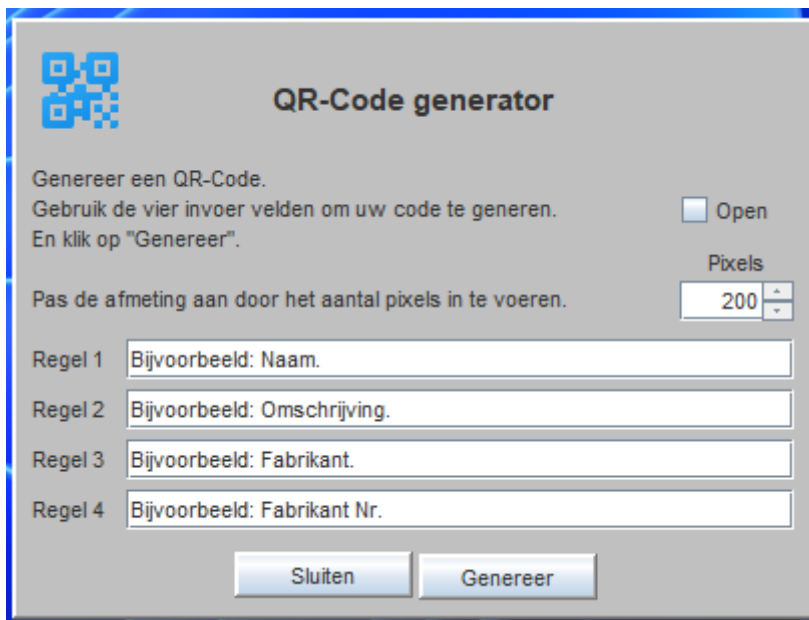 QR-Code generator
Genereer een QR-Code.
Gebruik de vier invoer velden om uw code te generen.
Open
En klik op "Genereer".
Pixels
Pas de afmeting aan door het aantal pixels in te voeren.
200
Regel 1 Bijvoorbeeld: Naam.
Regel 2 Bijvoorbeeld: Omschrijving.
Regel 3 Bijvoorbeeld: Fabrikant.
Regel 4 Bijvoorbeeld: Fabrikant Nr.
Sluiten
Genereer